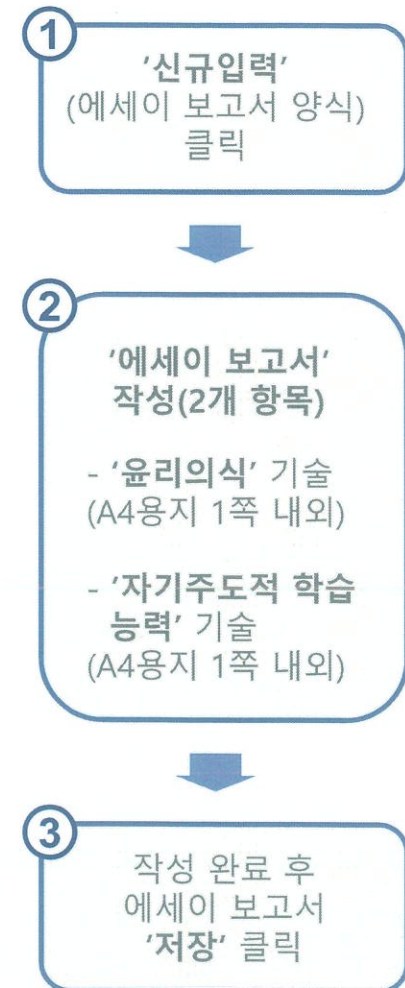 1
'신규입력'
(에세이 보고서 양식)
클릭
2
'에세이 보고서'
작성(2개 항목)
- '윤리의식' 기술
(A4용지 1쪽 내외)
- '자기주도적 학습
능력' 기술
(A4용지 1쪽 내외)
3
작성 완료 후
에세이 보고서
'저장' 클릭